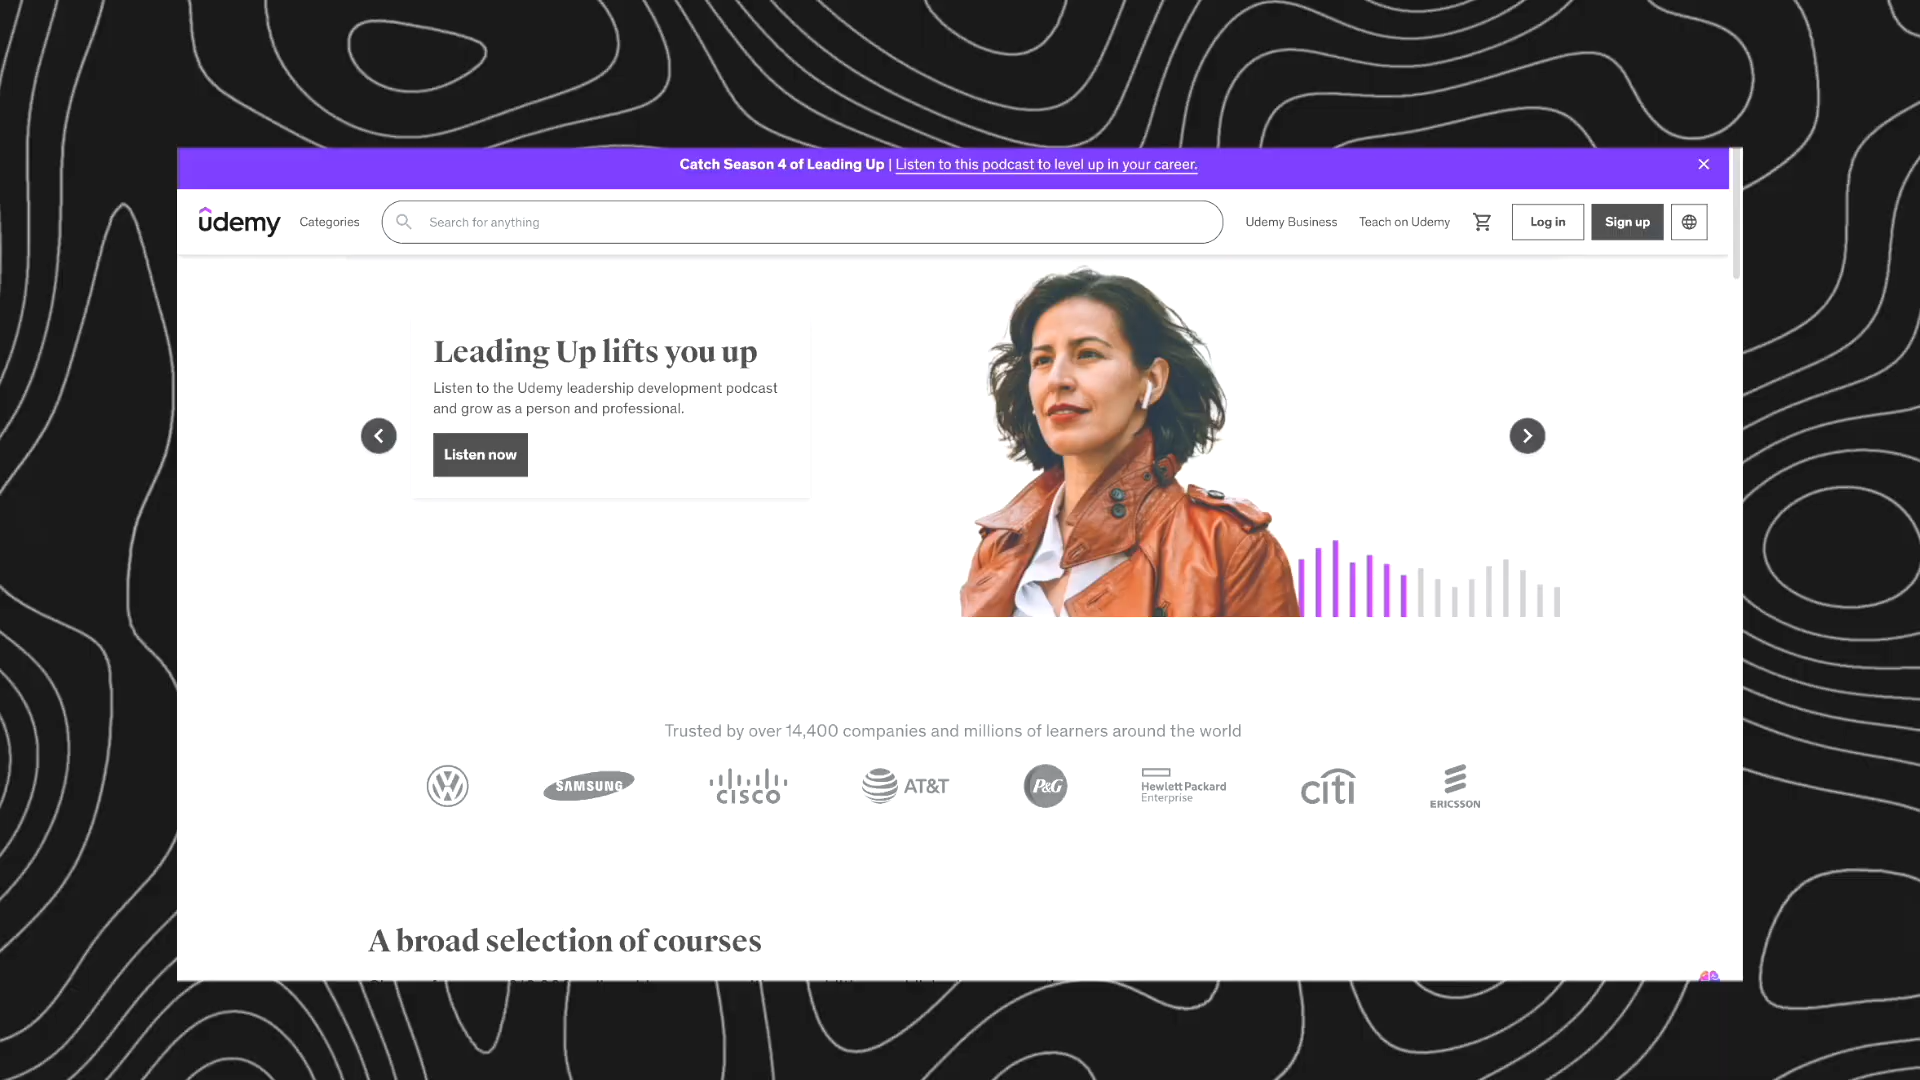 Catch Season 4 of Leading Up | Listen to this podcast to level up in your career.
udemy Categories Search for anything Udemy Business Teach on Udemy Log in Sign up
Leading Up lifts you up
Listen to the Udemy leadership development podcast
and grow as a person and professional.
Listen now
Trusted by over 14,400 companies and millions of learners around the world
SAMSUNG
CISCO
AT&T
P&G
Hewlett Packard
Enterprise
citi
ERICSSON
A broad selection of courses